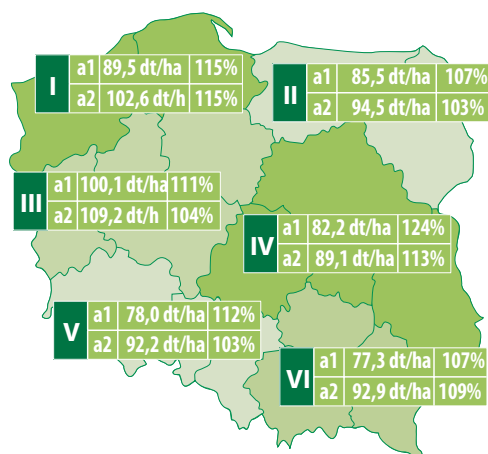 I
a1 89,5 dt/ha 115%
a2 102,6 dt/h 115%
II
a1 85,5 dt/ha 107%
a2 94,5 dt/ha 103%
III
a1 100,1 dt/ha 111%
a2 109,2 dt/h 104%
IV
a1 82,2 dt/ha 124%
a2 89,1 dt/ha 113%
V
a1 78,0 dt/ha 112%
a2 92,2 dt/ha 103%
VI
a1 77,3 dt/ha 107%
a2 92,9 dt/ha 109%